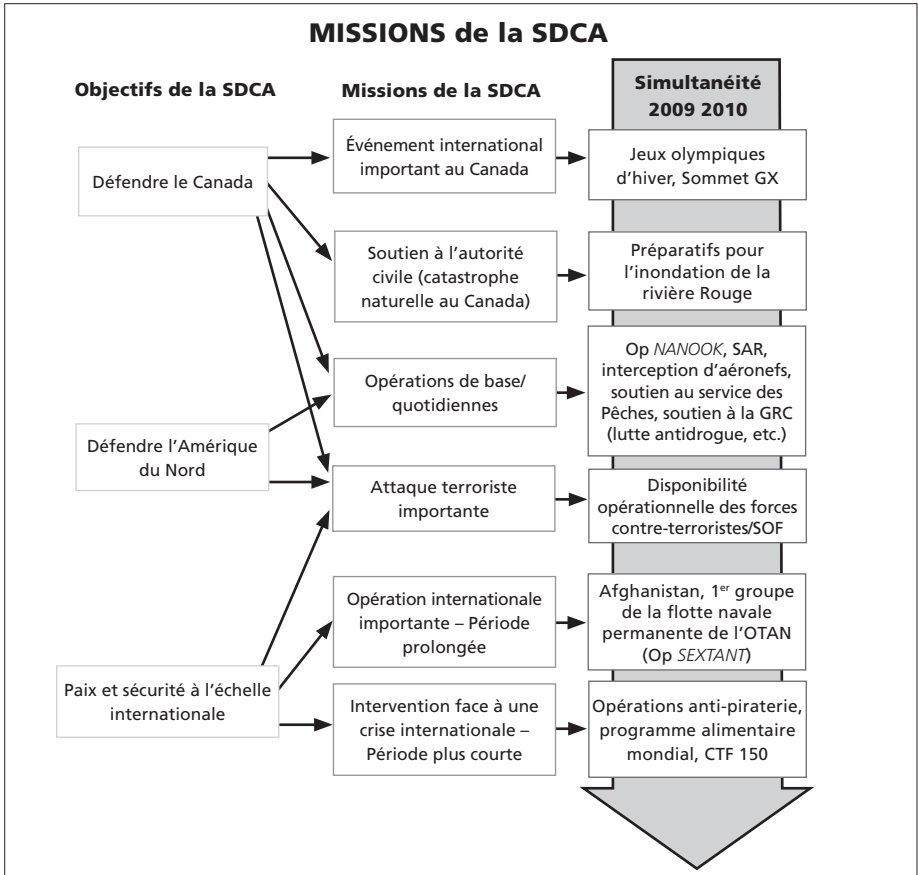 MISSIONS de la SDCA
Objectifs de la SDCA
Missions de la SDCA
Simultanéité
2009 2010
Défendre le Canada
Événement international
important au Canada
Jeux olympiques
d'hiver, Sommet GX
Soutien à l'autorité
civile (catastrophe
naturelle au Canada)
Préparatifs pour
l'inondation de la
rivière Rouge
Opérations de base/
quotidiennes
Op NANOOK, SAR,
interception d'aéronefs,
soutien au service des
Pêches, soutien à la GRC
(lutte antidrogue, etc.)
Défendre l'Amérique
du Nord
Attaque terroriste
importante
Disponibilité
opérationnelle des forces
contre-terroristes/SOF
Opération internationale
importante – Période
prolongée
Afghanistan, 1er groupe
de la flotte navale
permanente de l'OTAN
(Op SEXTANT)
Paix et sécurité à l'échelle
internationale
Intervention face à une
crise internationale –
Période plus courte
Opérations anti-piraterie,
programme alimentaire
mondial, CTF 150